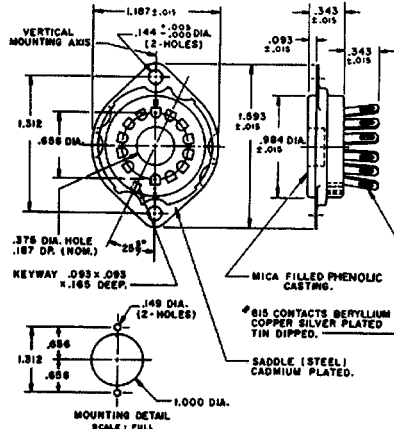 1.187±.015
.343
±.015
VERTICAL
MOUNTING AXIS
.144 +.005
-.000 DIA.
(2-HOLES)
.093
±.015
.343
±.015
1.312
.656 DIA.
1.593
±.015
.984 DIA.
±.015
.375 DIA. HOLE
.187 DP. (NOM.)
KEYWAY .093 x .093
x .165 DEEP.
MICA FILLED PHENOLIC
CASTING.
.149 DIA.
(2-HOLES)
#615 CONTACTS BERYLLIUM
COPPER SILVER PLATED
TIN DIPPED.
1.312
.656
.656
SADDLE (STEEL)
CADMIUM PLATED.
1.000 DIA.
MOUNTING DETAIL
SCALE: FULL